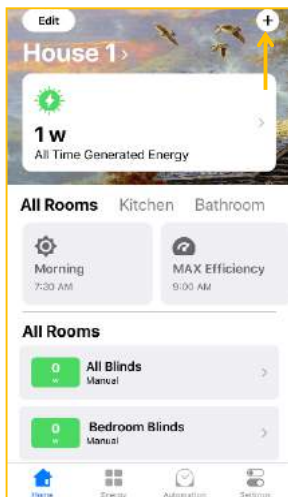 Edit
House 1 >
1 w
All Time Generated Energy
All Rooms Kitchen Bathroom
Morning
7:30 AM
MAX Efficiency
9:00 AM
All Rooms
0
w
All Blinds
Manual
0
w
Bedroom Blinds
Manual
Home Energy Automation Settings